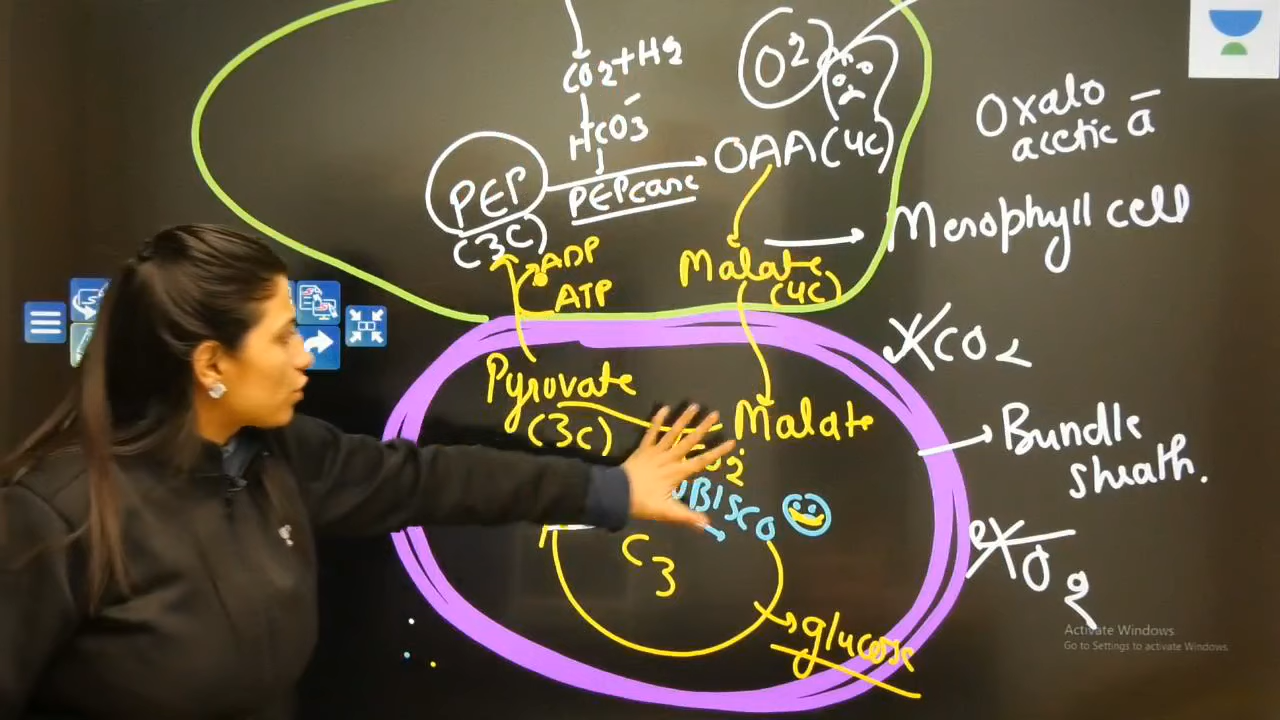 CO2+H2
HCO3-
O2
OAA(4C)
PEP
(3C)
PEPcase
Oxalo
acetic a
Mesophyll cell
ADP
ATP
Malate
(4C)
CO2
Pyruvate
(3C)
Malate
Bundle
sheath.
UBISCO
C3
O2
glucose
Activate Windows
Go to Settings to activate Windows.